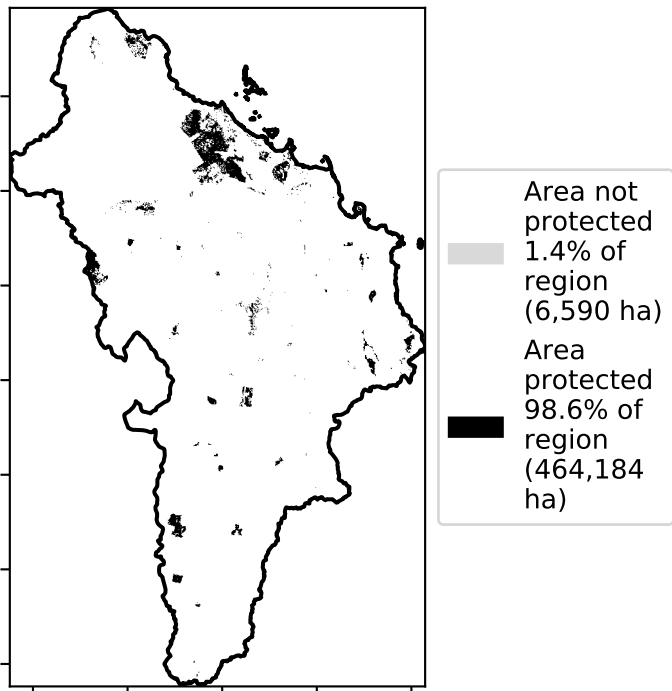 Area not
protected
1.4% of
region
(6,590 ha)
Area
protected
98.6% of
region
(464,184
ha)